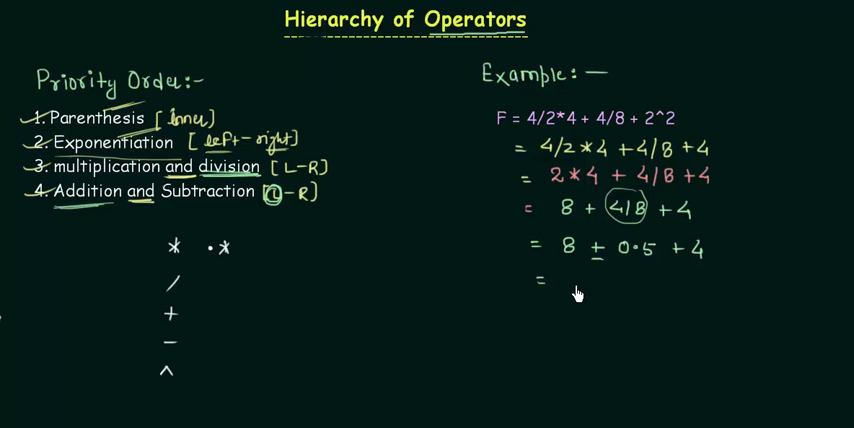 Hierarchy of Operators
Priority Order:-
1. Parenthesis [inner]
2. Exponentiation [left-right]
3. multiplication and division [L-R]
4. Addition and Subtraction [L-R]
* .*
/
+
-
^
Example:-
F = 4/2*4 + 4/8 + 2^2
= 4/2*4 + 4/8 + 4
= 2*4 + 4/8 + 4
= 8 + 4/8 + 4
= 8 + 0.5 + 4
=